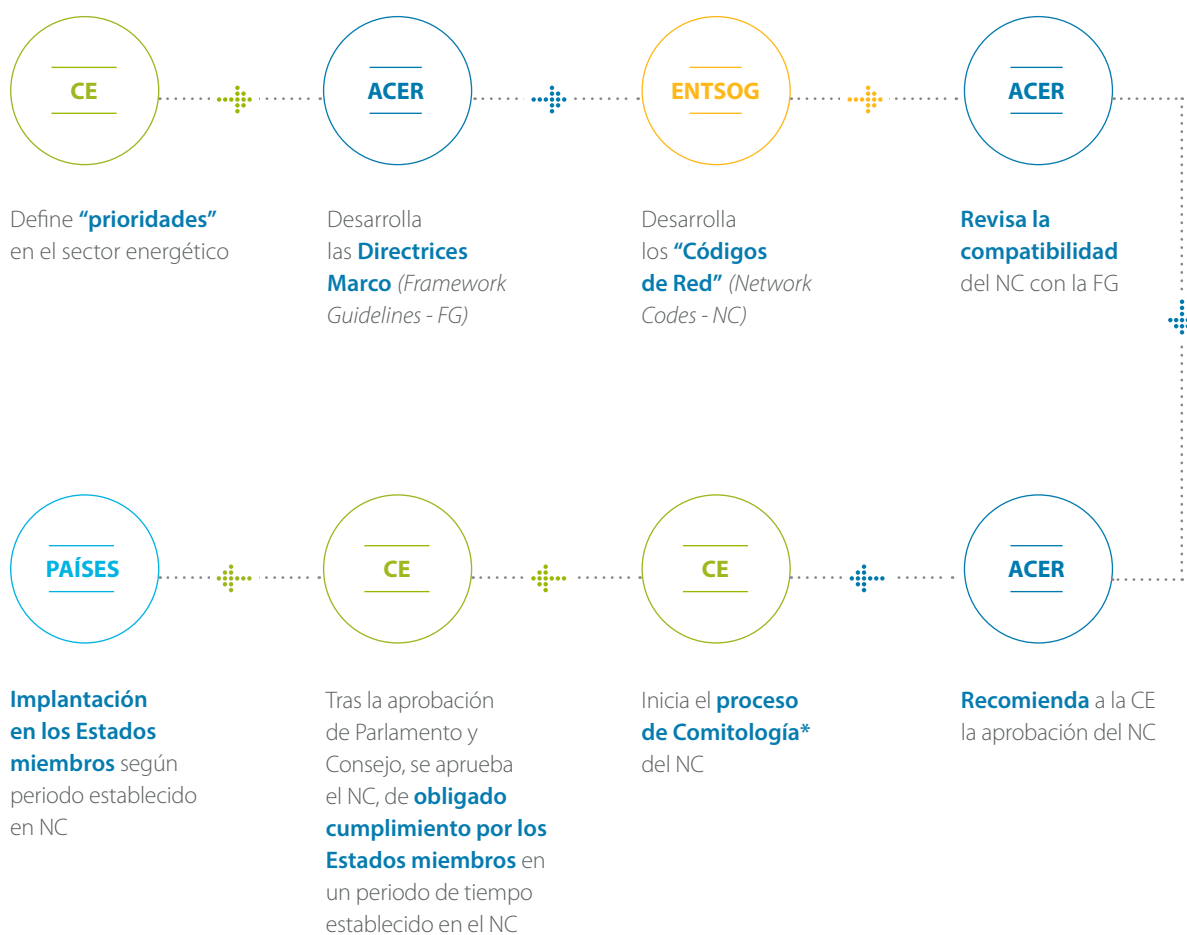 CE
Define “prioridades”
en el sector energético
ACER
Desarrolla
las Directrices
Marco (Framework
Guidelines - FG)
ENTSOG
Desarrolla
los “Códigos
de Red” (Network
Codes - NC)
ACER
Revisa la
compatibilidad
del NC con la FG
ACER
Recomienda a la CE
la aprobación del NC
CE
Inicia el proceso
de Comitología*
del NC
CE
Tras la aprobación
de Parlamento y
Consejo, se aprueba
el NC, de obligado
cumplimiento por los
Estados miembros en
un periodo de tiempo
establecido en el NC
PAÍSES
Implantación
en los Estados
miembros según
periodo establecido
en NC